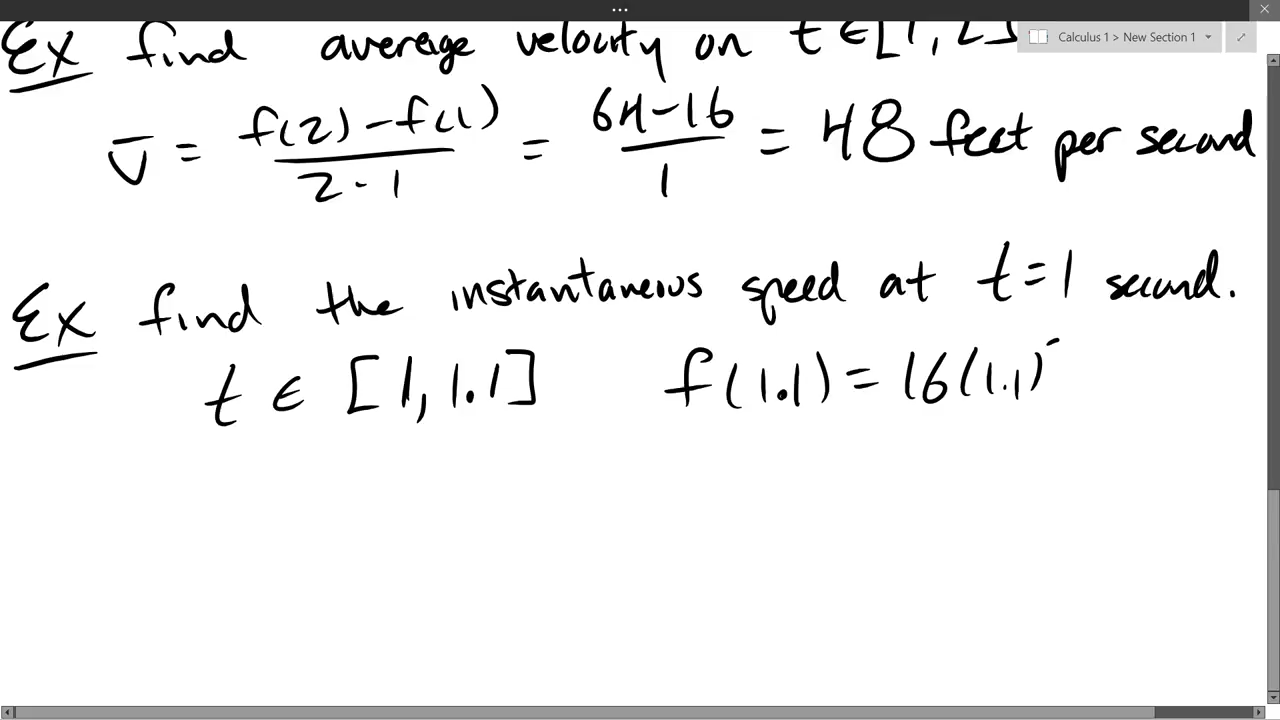 Ex find average velocity on t ∈ [1, 2]
Calculus 1 > New Section 1
v̅ = f(2) - f(1) / 2 - 1 = 64 - 16 / 1 = 48 feet per second
Ex find the instantaneous speed at t = 1 second.
t ∈ [1, 1.1] f(1.1) = 16(1.1)